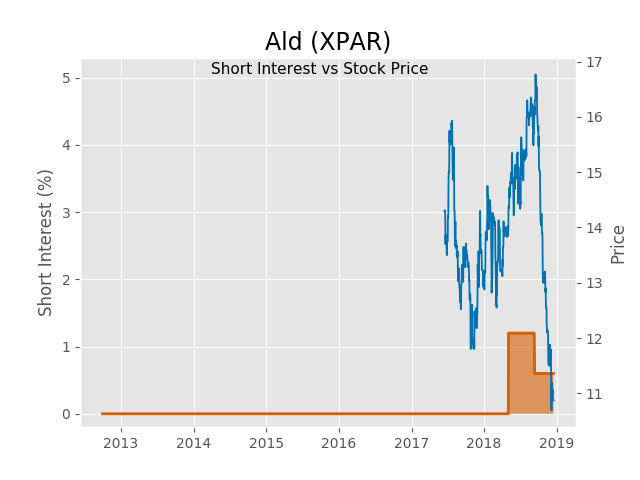 Ald (XPAR)
Short Interest vs Stock Price
Short Interest (%)
5
4
3
2
1
0
17
16
15
14
13
12
11
Price
2013 2014 2015 2016 2017 2018 2019